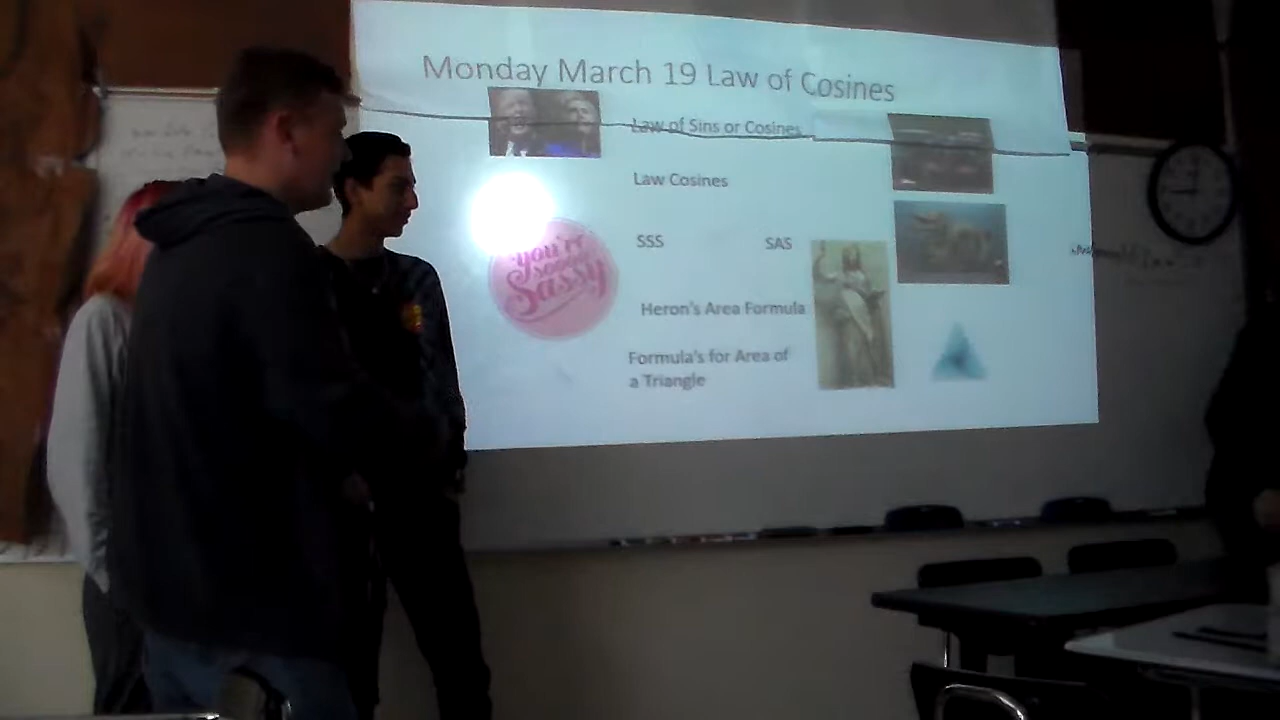 Monday March 19 Law of Cosines
Law of Sins or Cosines
Law Cosines
SSS SAS
you're
Sassy
Heron's Area Formula
Formula's for Area of
a Triangle